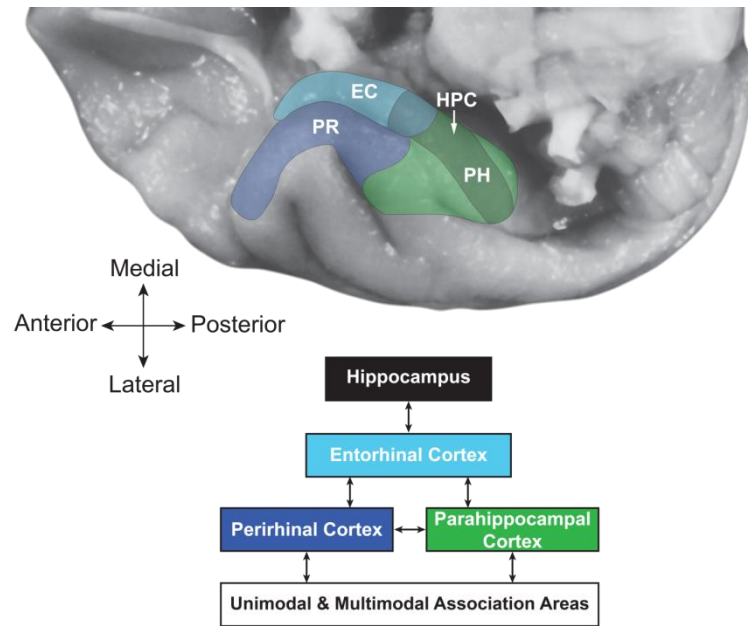 EC
HPC
PR
PH
Medial
Anterior
Posterior
Lateral
Hippocampus
Entorhinal Cortex
Perirhinal Cortex
Parahippocampal
Cortex
Unimodal & Multimodal Association Areas